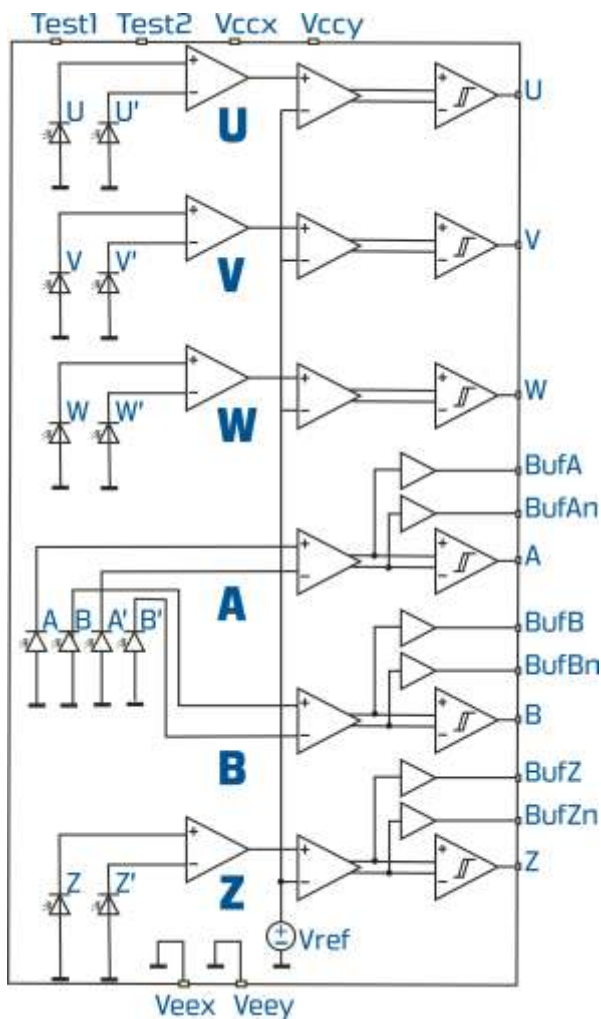 Test1 Test2 Vccx Vccy
U U' U U
V V' V V
W W' W W
BufA
BufAn
A
A B A' B' A
BufB
BufBn
B
B
BufZ
BufZn
Z Z' Z Z
Vref
Veex Veey